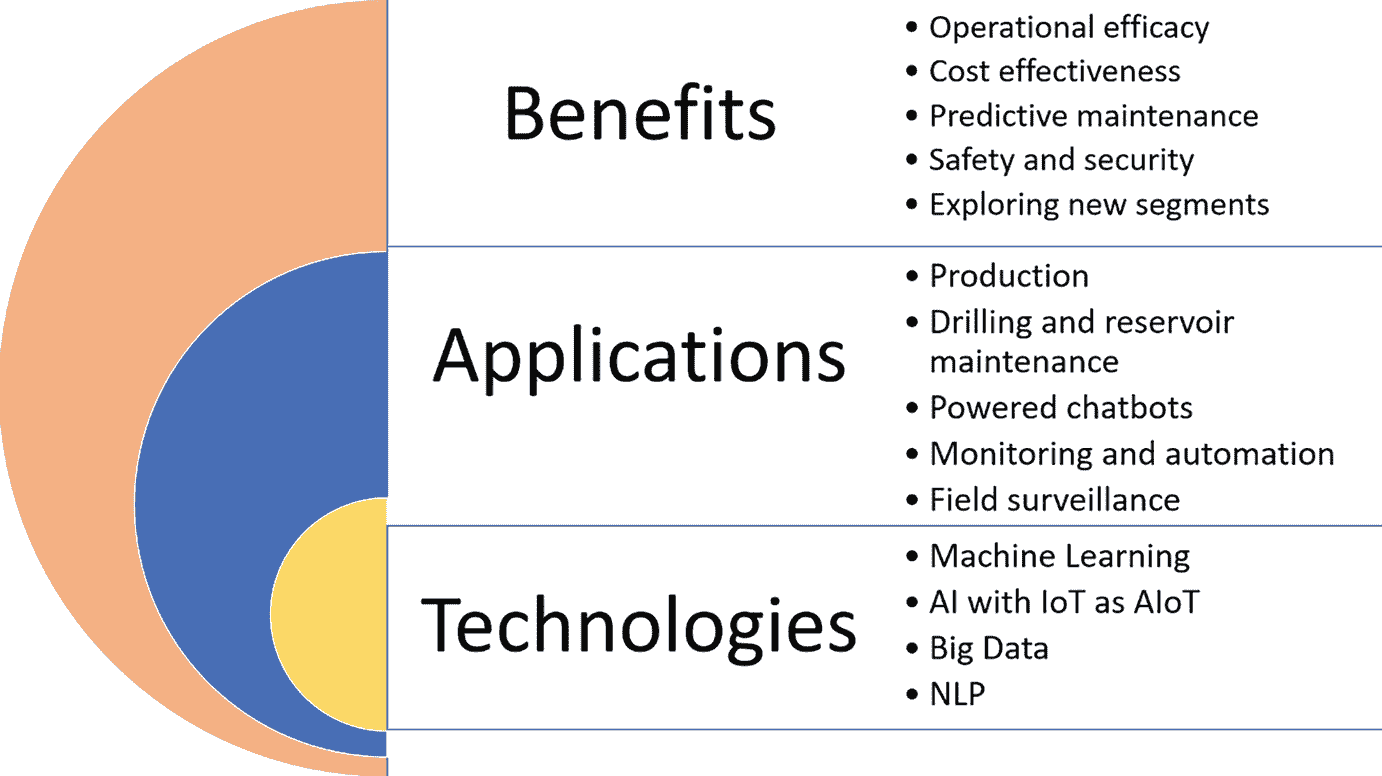 Benefits
• Operational efficacy
• Cost effectiveness
• Predictive maintenance
• Safety and security
• Exploring new segments
Applications
• Production
• Drilling and reservoir
maintenance
• Powered chatbots
• Monitoring and automation
• Field surveillance
Technologies
• Machine Learning
• AI with IoT as AIoT
• Big Data
• NLP